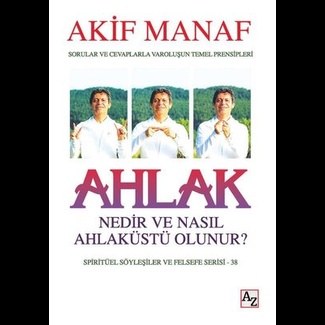 AKİF MANAF
SORULAR VE CEVAPLARLA VAROLUŞUN TEMEL PRENSİPLERİ
AHLAK
NEDİR VE NASIL
AHLAKÜSTÜ OLUNUR?
SPİRİTÜEL SÖYLEŞİLER VE FELSEFE SERİSİ - 38
AZ